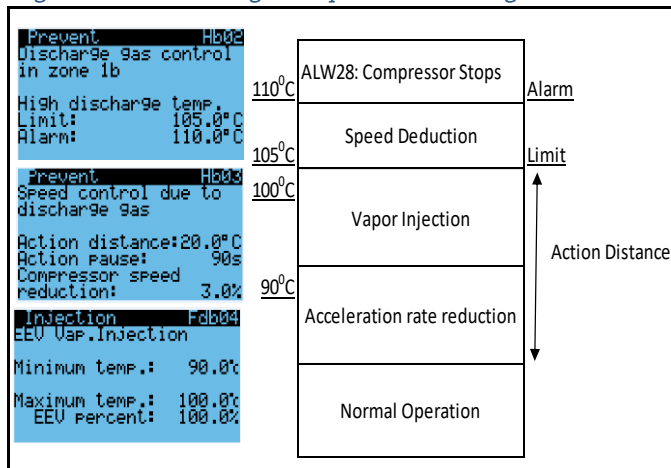 Prevent Hb02
Discharge gas control
in zone 1b
High discharge temp.
Limit: 105.0°C
Alarm: 110.0°C
Prevent Hb03
Speed control due to
discharge gas
Action distance:20.0°C
Action pause: 90s
Compressor speed
reduction: 3.0%
Injection Fdb04
EEV Vap.Injection
Minimum temp.: 90.0°c
Maximum temp.: 100.0°c
EEV percent: 100.0%
ALW28: Compressor Stops
110⁰C Alarm
Speed Deduction
105⁰C Limit
100⁰C
Vapor Injection
Action Distance
90⁰C
Acceleration rate reduction
Normal Operation